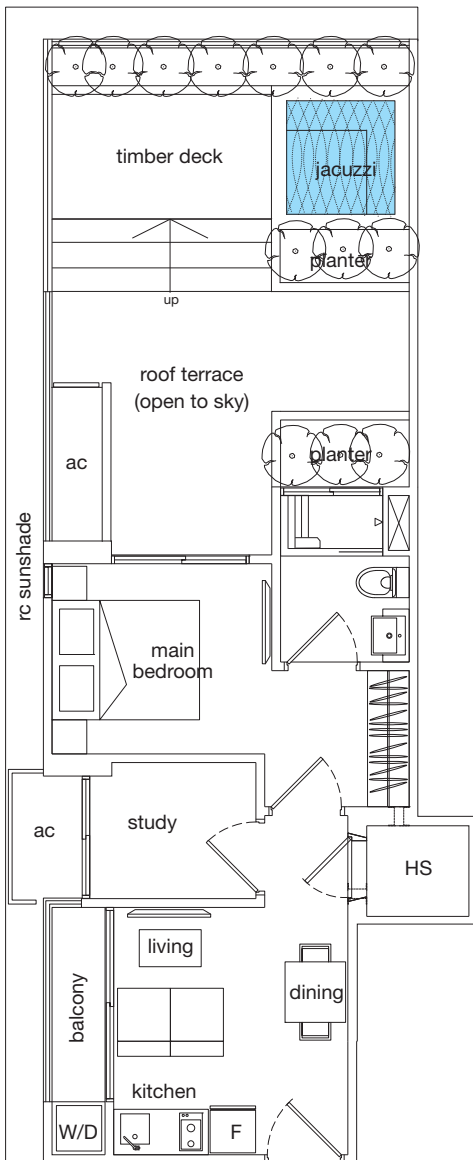 timber deck
jacuzzi
planter
up
roof terrace
(open to sky)
ac
planter
rc sunshade
main
bedroom
ac
study
HS
living
balcony
dining
kitchen
W/D
F